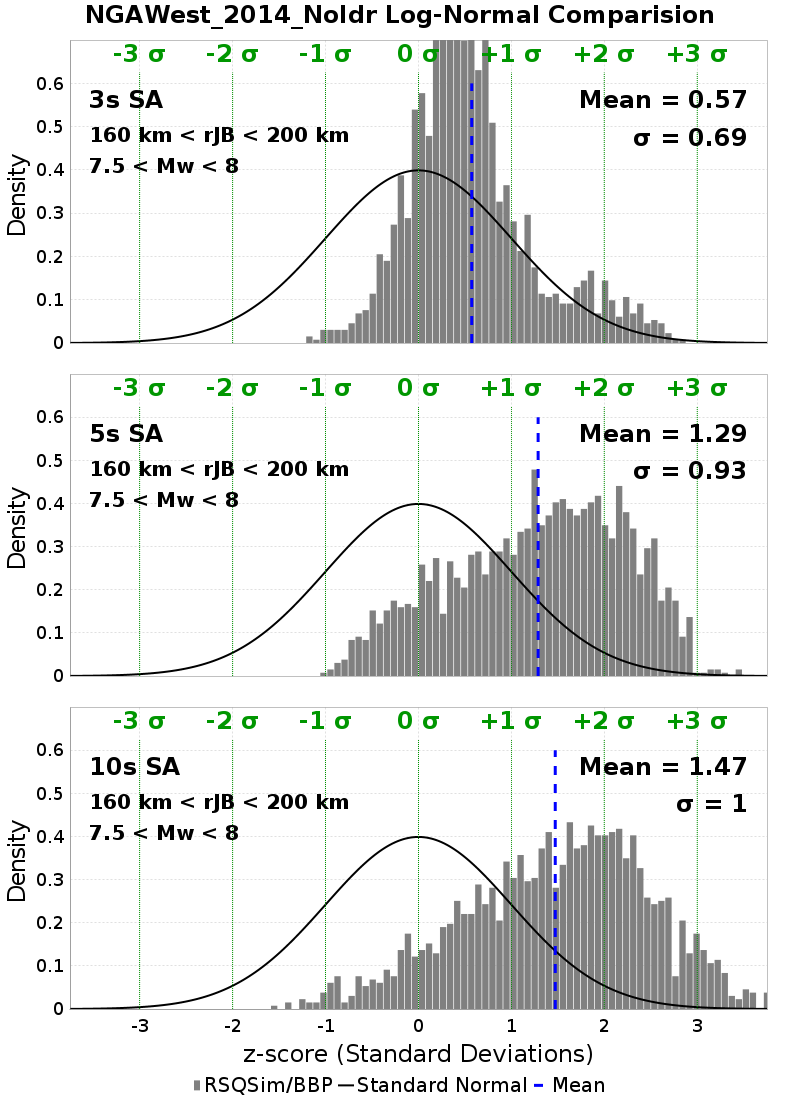 NGAWest_2014_NoIdr Log-Normal Comparision
-3 σ -2 σ -1 σ 0 σ +1 σ +2 σ +3 σ
3s SA
Mean = 0.57
160 km < rJB < 200 km
σ = 0.69
7.5 < Mw < 8
Density
0.6
0.5
0.4
0.3
0.2
0.1
0
-3 σ -2 σ -1 σ 0 σ +1 σ +2 σ +3 σ
5s SA
Mean = 1.29
160 km < rJB < 200 km
σ = 0.93
7.5 < Mw < 8
Density
0.6
0.5
0.4
0.3
0.2
0.1
0
-3 σ -2 σ -1 σ 0 σ +1 σ +2 σ +3 σ
10s SA
Mean = 1.47
160 km < rJB < 200 km
σ = 1
7.5 < Mw < 8
Density
0.6
0.5
0.4
0.3
0.2
0.1
0
-3 -2 -1 0 1 2 3
z-score (Standard Deviations)
RSQSim/BBP Standard Normal Mean